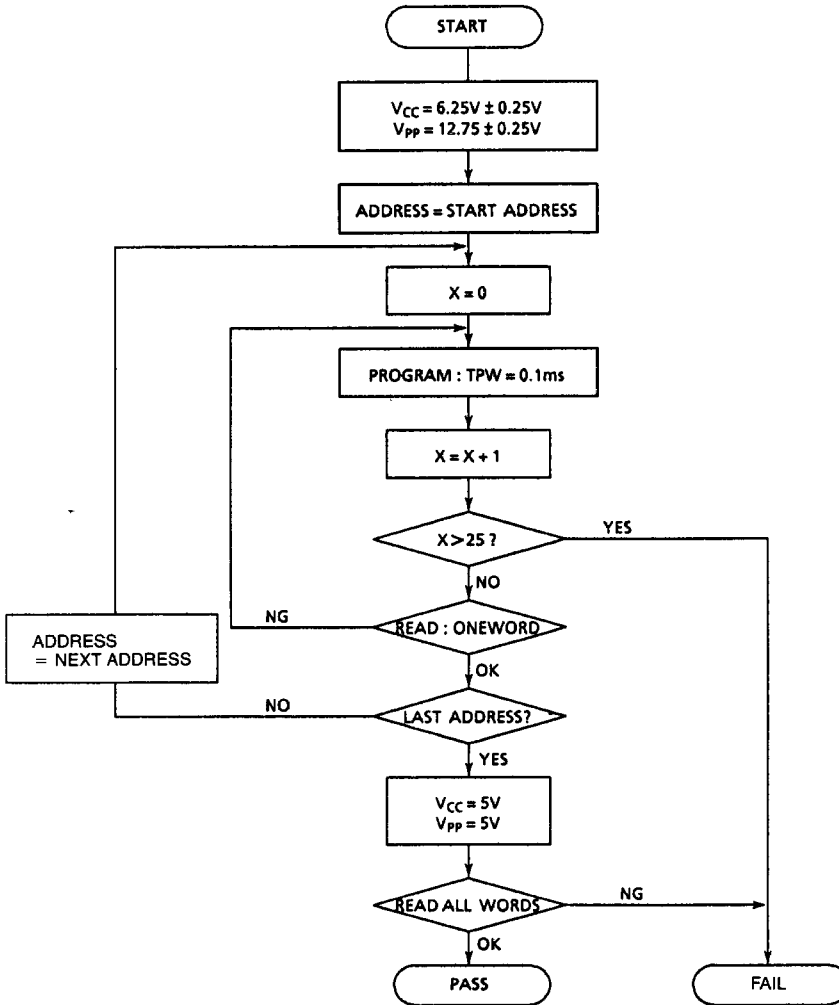 START
VCC = 6.25V ± 0.25V
VPP = 12.75 ± 0.25V
ADDRESS = START ADDRESS
X = 0
PROGRAM : TPW = 0.1ms
X = X + 1
X > 25 ?
YES
NO
NG
READ : ONEWORD
OK
ADDRESS
= NEXT ADDRESS
NO
LAST ADDRESS?
YES
VCC = 5V
VPP = 5V
READ ALL WORDS
NG
OK
PASS
FAIL